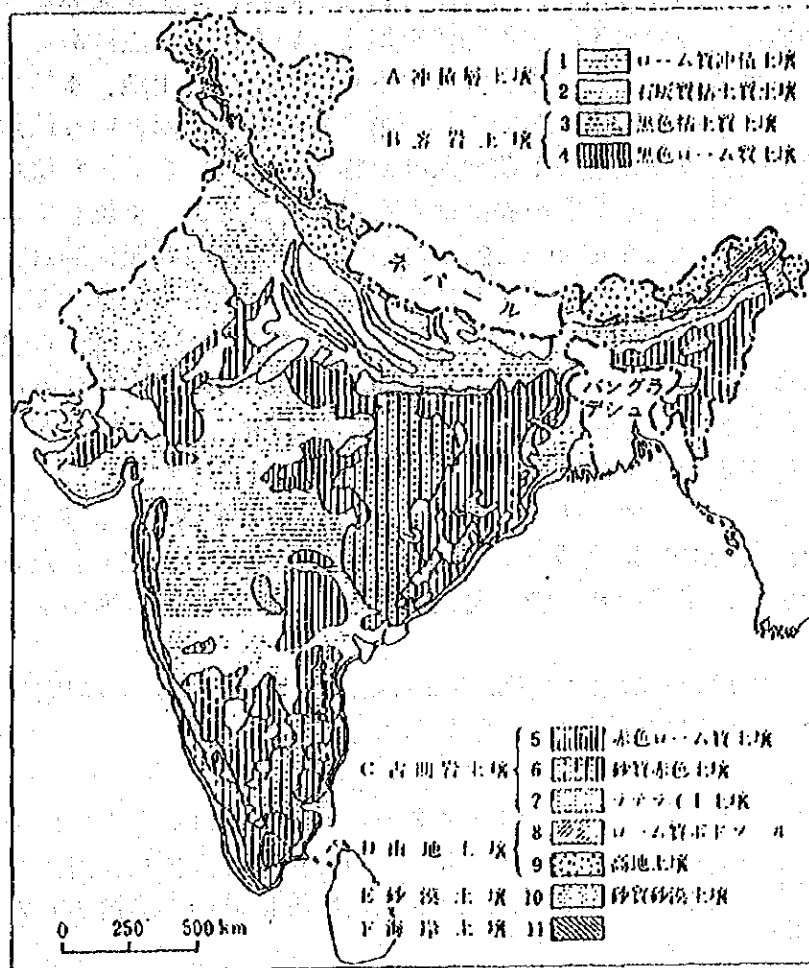 A 冲積層土壌
1 ローム質冲積土壌
2 石灰質粘土質土壌
B 溶岩土壌
3 黒色粘土質土壌
4 黒色ローム質土壌
ネパール
バングラ
デシュ
C 古期岩土壌
5 赤色ローム質土壌
6 砂質赤色土壌
7 ラテライト土壌
D 山地土壌
8 ローム質ポドソール
9 高地土壌
E 砂漠土壌 10 砂質砂漠土壌
F 海岸土壌 11
0 250 500 km